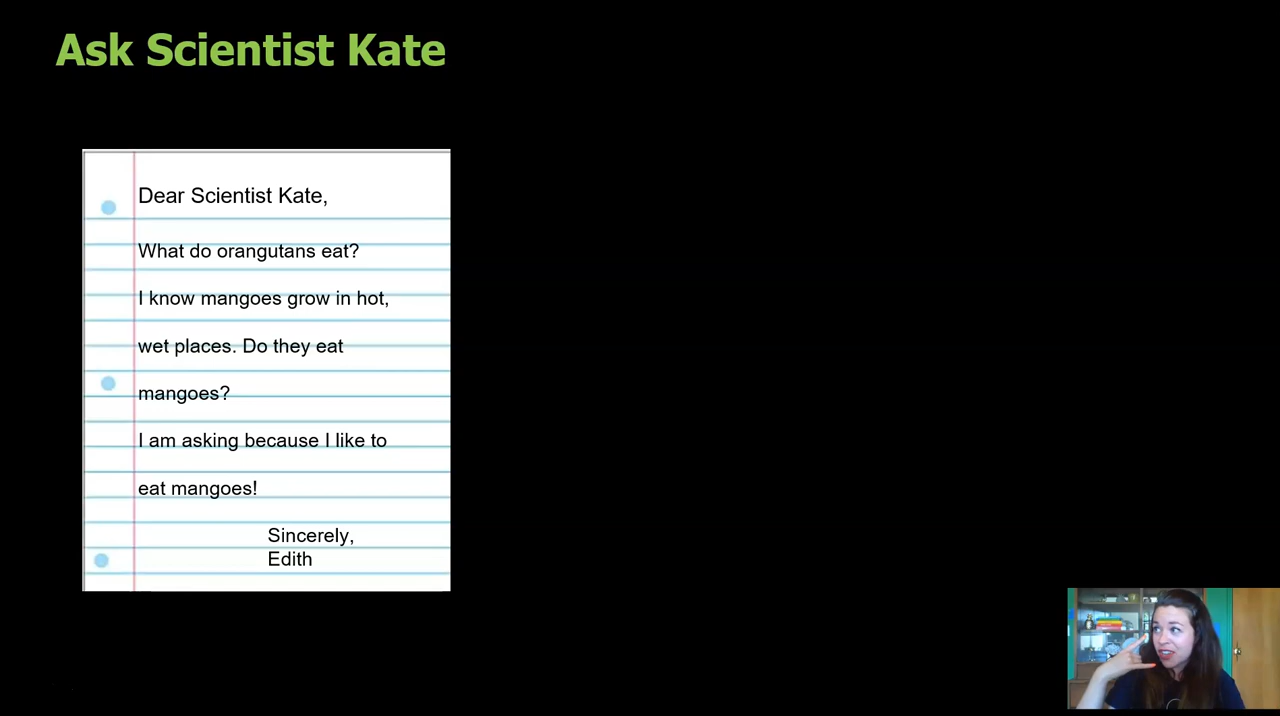 Ask Scientist Kate
Dear Scientist Kate,
What do orangutans eat?
I know mangoes grow in hot,
wet places. Do they eat
mangoes?
I am asking because I like to
eat mangoes!
Sincerely,
Edith